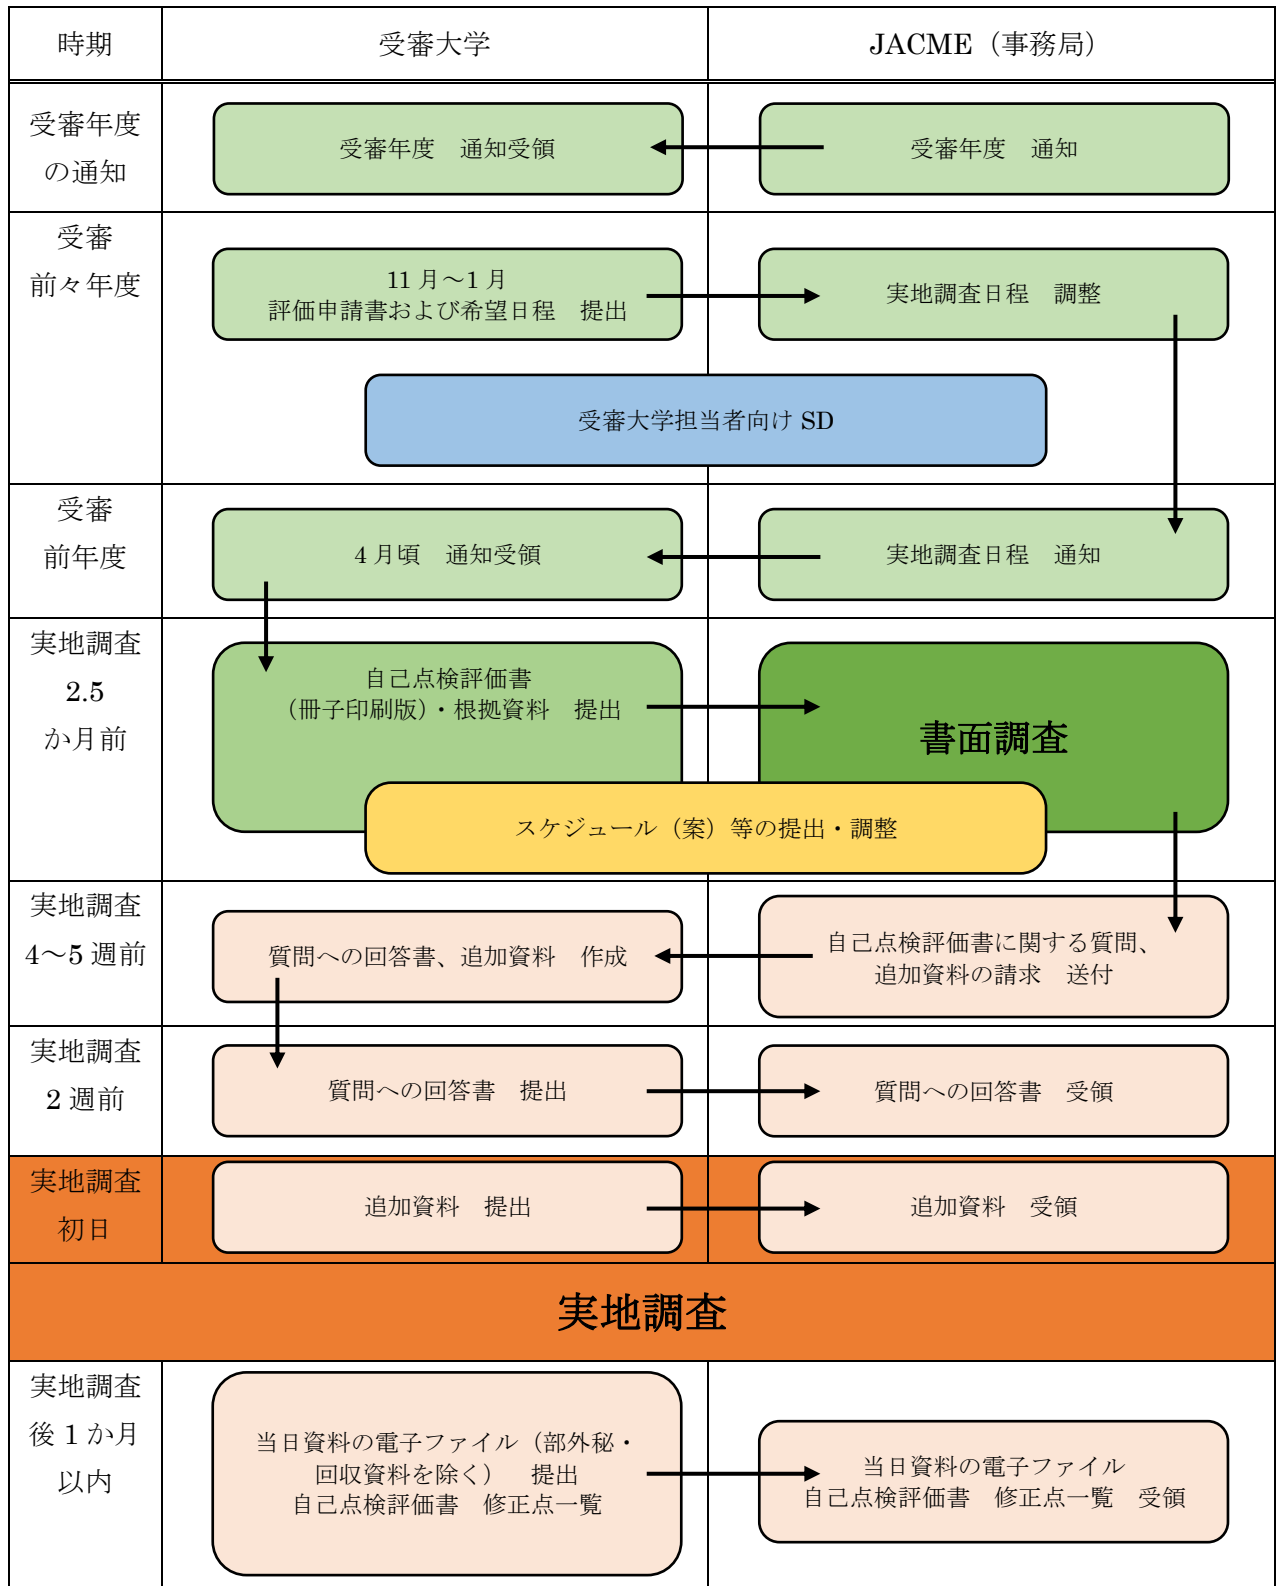 時期
受審大学
JACME（事務局）
受審年度
の通知
受審年度　通知受領
受審年度　通知
受審
前々年度
11 月～1 月
評価申請書および希望日程　提出
実地調査日程　調整
受審大学担当者向け SD
受審
前年度
4 月頃　通知受領
実地調査日程　通知
実地調査
2.5
か月前
自己点検評価書
（冊子印刷版）・根拠資料　提出
書面調査
スケジュール（案）等の提出・調整
実地調査
4～5 週前
質問への回答書、追加資料　作成
自己点検評価書に関する質問、
追加資料の請求　送付
実地調査
2 週前
質問への回答書　提出
質問への回答書　受領
実地調査
初日
追加資料　提出
追加資料　受領
実地調査
実地調査
後 1 か月
以内
当日資料の電子ファイル（部外秘・
回収資料を除く）　提出
自己点検評価書　修正点一覧
当日資料の電子ファイル
自己点検評価書　修正点一覧　受領